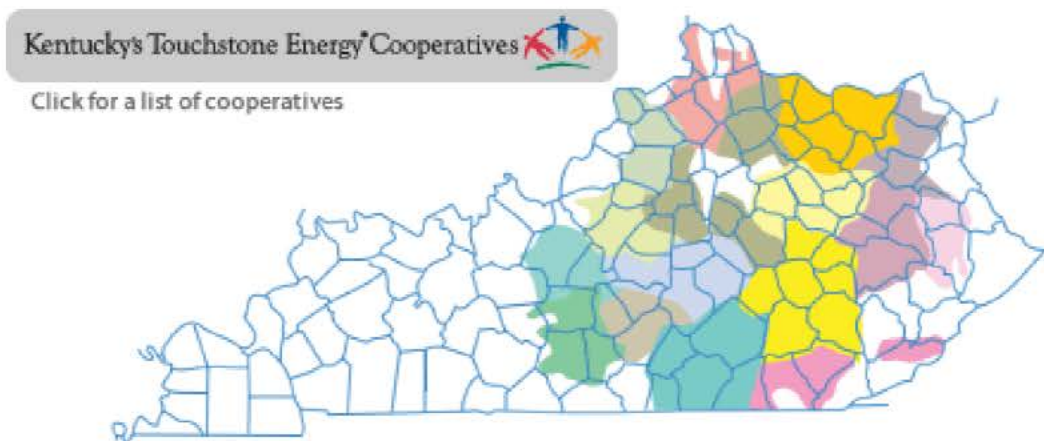 Kentucky's Touchstone Energy® Cooperatives
Click for a list of cooperatives